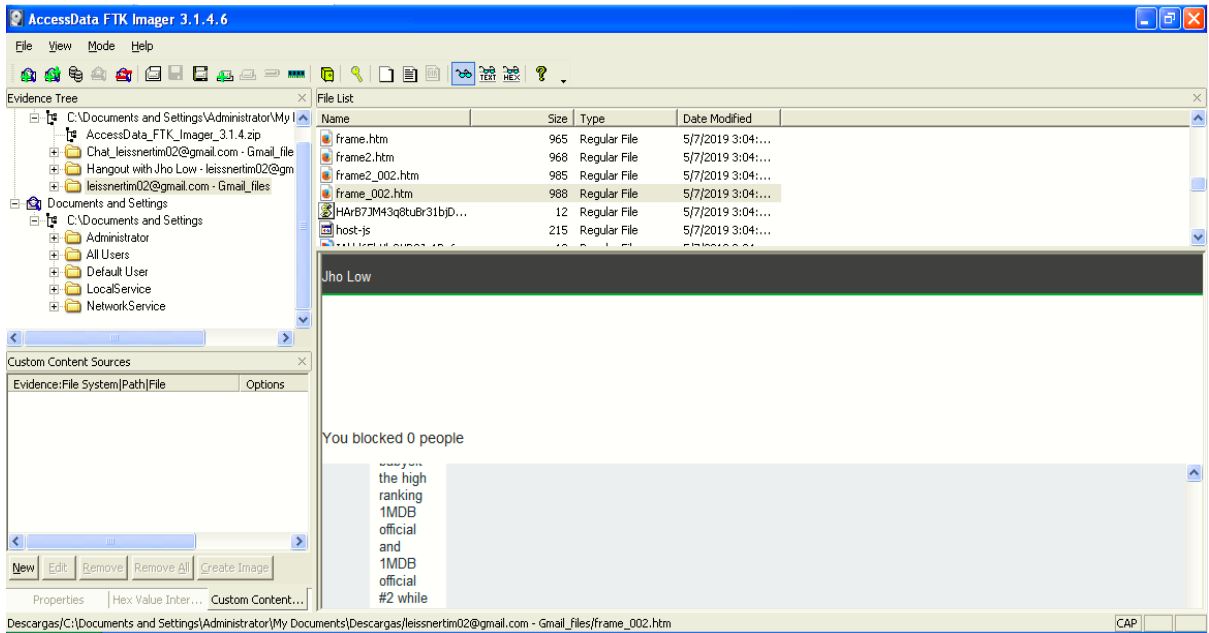 AccessData FTK Imager 3.1.4.6
File View Mode Help
TEXT HEX
Evidence Tree
C:\Documents and Settings\Administrator\My
AccessData_FTK_Imager_3.1.4.zip
Chat_leissnertim02@gmail.com - Gmail_file
Hangout with Jho Low - leissnertim02@gm
leissnertim02@gmail.com - Gmail_files
Documents and Settings
C:\Documents and Settings
Administrator
All Users
Default User
LocalService
NetworkService
Custom Content Sources
Evidence:File System|Path|File Options
New Edit Remove Remove All Create Image
Properties Hex Value Inter... Custom Content...
File List
Name Size Type Date Modified
frame.htm 965 Regular File 5/7/2019 3:04:...
frame2.htm 968 Regular File 5/7/2019 3:04:...
frame2_002.htm 985 Regular File 5/7/2019 3:04:...
frame_002.htm 988 Regular File 5/7/2019 3:04:...
HArB7JM43q8tuBr31bjD... 12 Regular File 5/7/2019 3:04:...
host-js 215 Regular File 5/7/2019 3:04:...
Jho Low
You blocked 0 people
the high
ranking
1MDB
official
and
1MDB
official
#2 while
Descargas/C:\Documents and Settings\Administrator\My Documents\Descargas/leissnertim02@gmail.com - Gmail_files/frame_002.htm
CAP